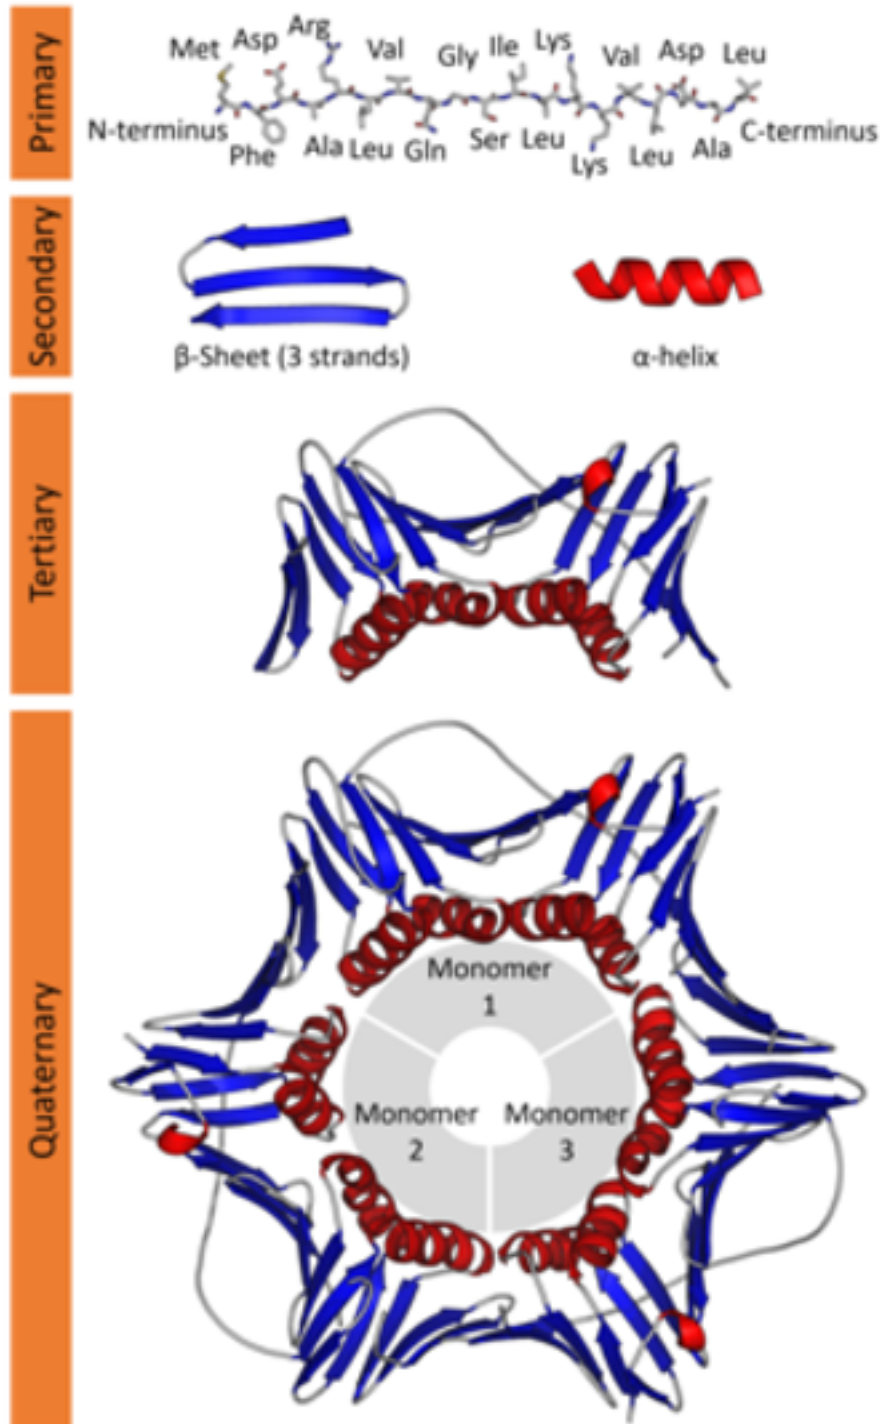 Primary
Met Asp Arg Val Gly Ile Lys Val Asp Leu
N-terminus C-terminus
Phe Ala Leu Gln Ser Leu Lys Leu Ala
Secondary
β-Sheet (3 strands) α-helix
Tertiary
Quaternary
Monomer
1
Monomer Monomer
2 3